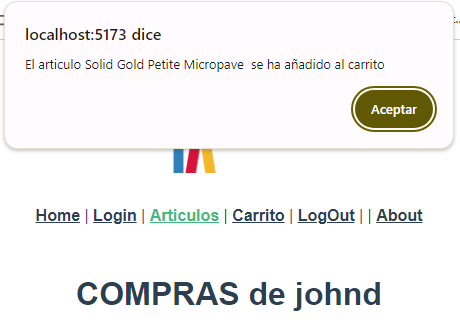 localhost:5173 dice
El articulo Solid Gold Petite Micropave se ha añadido al carrito
Aceptar
Home | Login | Articulos | Carrito | LogOut | | About
COMPRAS de johnd